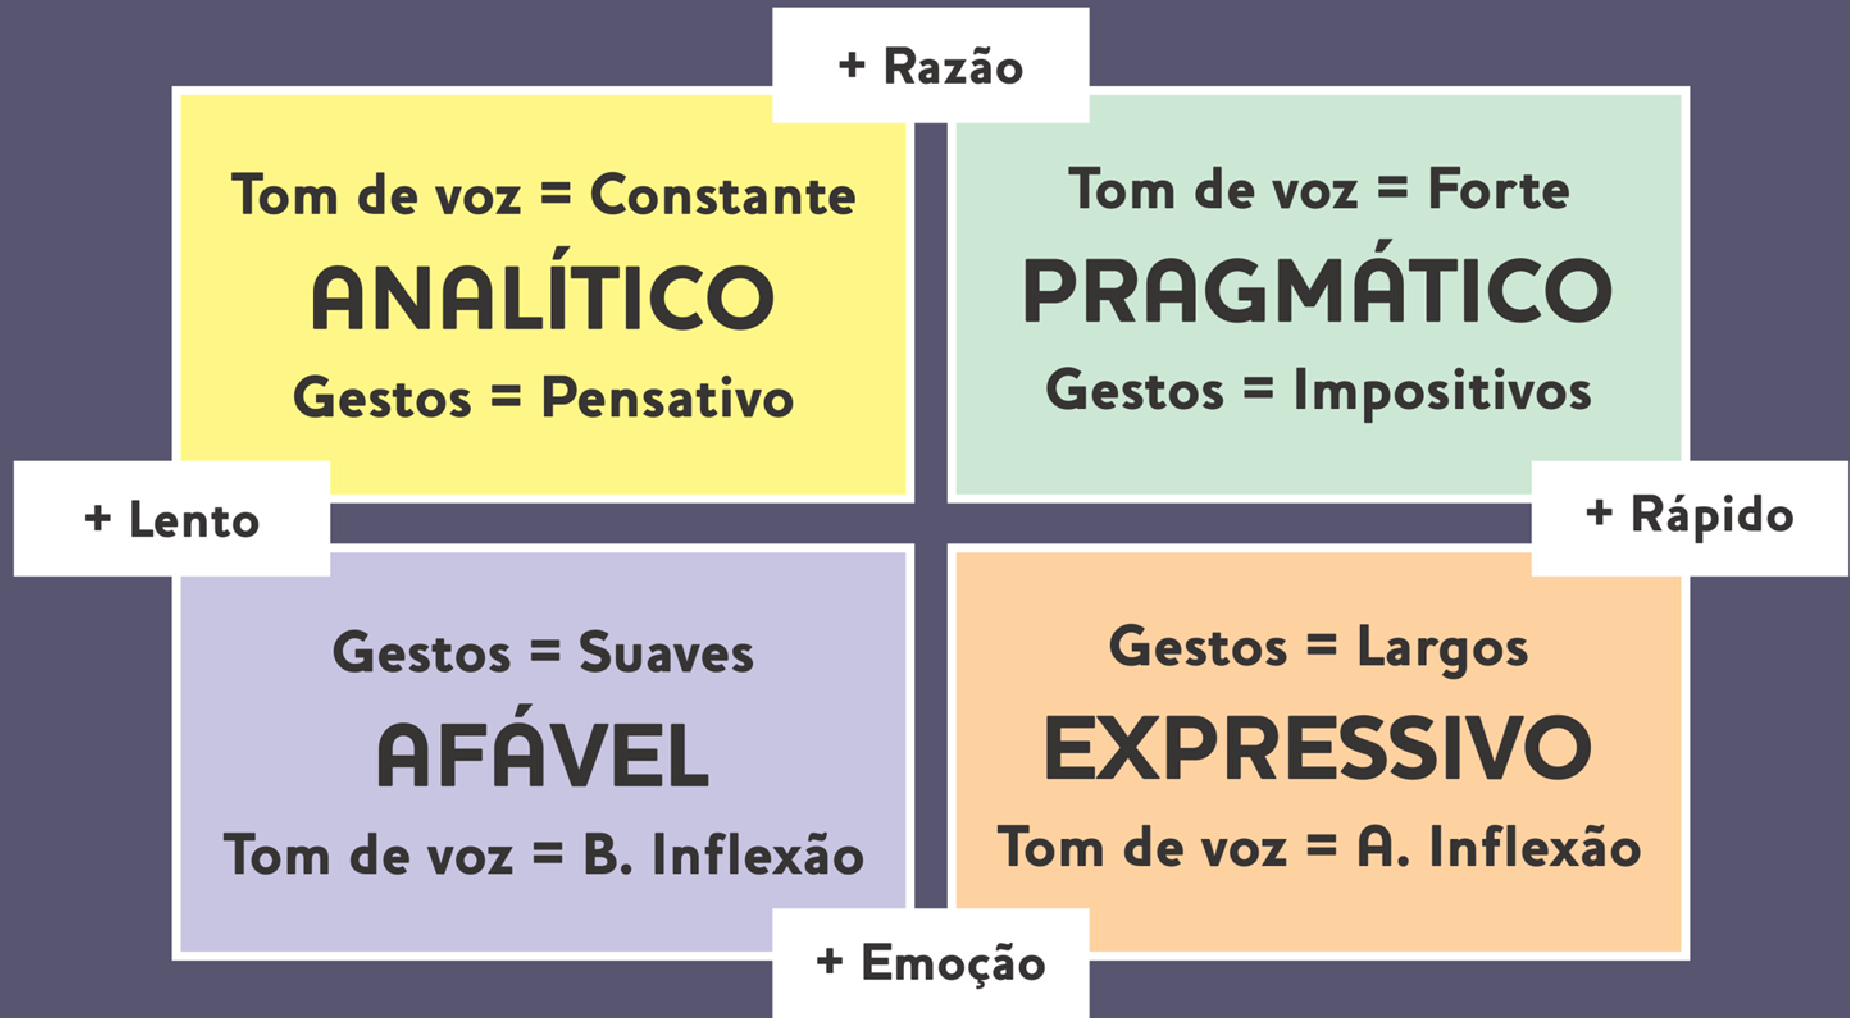 + Razão
Tom de voz = Constante
ANALÍTICO
Gestos = Pensativo
Tom de voz = Forte
PRAGMÁTICO
Gestos = Impositivos
+ Lento
+ Rápido
Gestos = Suaves
AFÁVEL
Tom de voz = B. Inflexão
Gestos = Largos
EXPRESSIVO
Tom de voz = A. Inflexão
+ Emoção